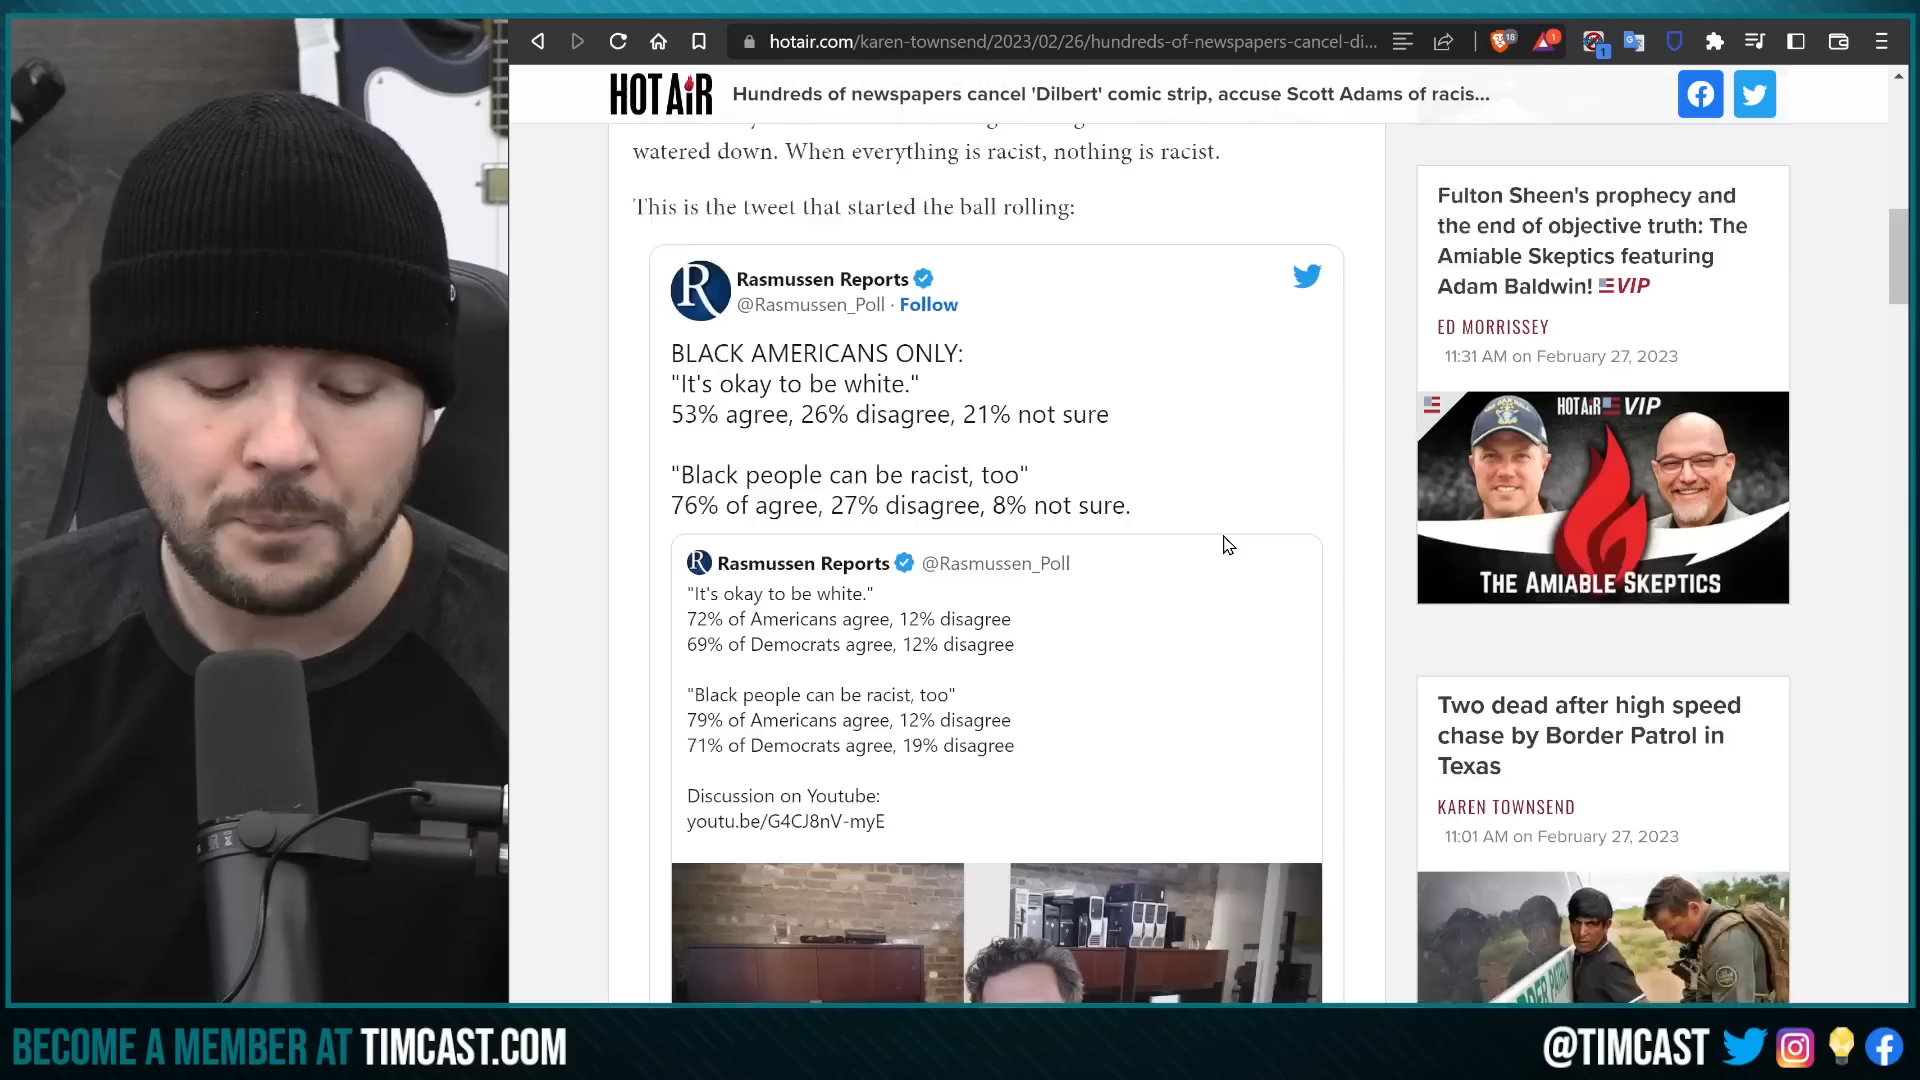 hotair.com/karen-townsend/2023/02/26/hundreds-of-newspapers-cancel-di...
18
1
1
HOT AiR
Hundreds of newspapers cancel 'Dilbert' comic strip, accuse Scott Adams of racis...
watered down. When everything is racist, nothing is racist.
This is the tweet that started the ball rolling:
R
Rasmussen Reports
@Rasmussen_Poll · Follow
BLACK AMERICANS ONLY:
"It's okay to be white."
53% agree, 26% disagree, 21% not sure
"Black people can be racist, too"
76% of agree, 27% disagree, 8% not sure.
R
Rasmussen Reports @Rasmussen_Poll
"It's okay to be white."
72% of Americans agree, 12% disagree
69% of Democrats agree, 12% disagree
"Black people can be racist, too"
79% of Americans agree, 12% disagree
71% of Democrats agree, 19% disagree
Discussion on Youtube:
youtu.be/G4CJ8nV-myE
Fulton Sheen's prophecy and
the end of objective truth: The
Amiable Skeptics featuring
Adam Baldwin! VIP
ED MORRISSEY
11:31 AM on February 27, 2023
HOT AiR VIP
THE AMIABLE SKEPTICS
Two dead after high speed
chase by Border Patrol in
Texas
KAREN TOWNSEND
11:01 AM on February 27, 2023
BECOME A MEMBER AT TIMCAST.COM
@TIMCAST